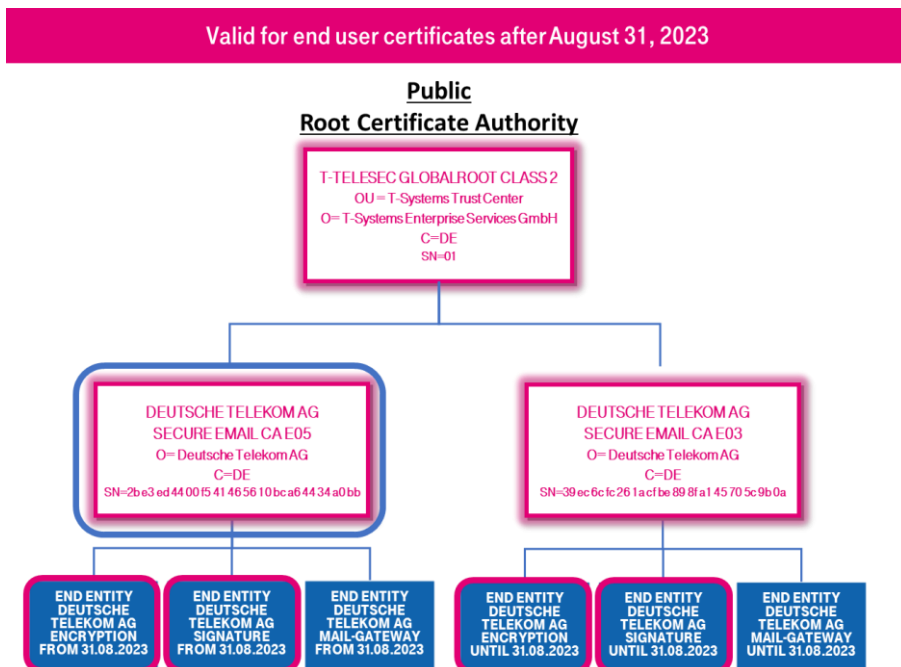 Valid for end user certificates after August 31, 2023
Public
Root Certificate Authority
T-TELESEC GLOBALROOT CLASS 2
OU = T-Systems Trust Center
O= T-Systems Enterprise Services GmbH
C=DE
SN=01
DEUTSCHE TELEKOM AG
SECURE EMAIL CA E05
O= Deutsche Telekom AG
C=DE
SN=2be3ed4400f541465610bca64434a0bb
DEUTSCHE TELEKOM AG
SECURE EMAIL CA E03
O= Deutsche Telekom AG
C=DE
SN=39ec6cfc261acfbe898fa145705c9b0a
END ENTITY
DEUTSCHE
TELEKOM AG
ENCRYPTION
FROM 31.08.2023
END ENTITY
DEUTSCHE
TELEKOM AG
SIGNATURE
FROM 31.08.2023
END ENTITY
DEUTSCHE
TELEKOM AG
MAIL-GATEWAY
FROM 31.08.2023
END ENTITY
DEUTSCHE
TELEKOM AG
ENCRYPTION
UNTIL 31.08.2023
END ENTITY
DEUTSCHE
TELEKOM AG
SIGNATURE
UNTIL 31.08.2023
END ENTITY
DEUTSCHE
TELEKOM AG
MAIL-GATEWAY
UNTIL 31.08.2023